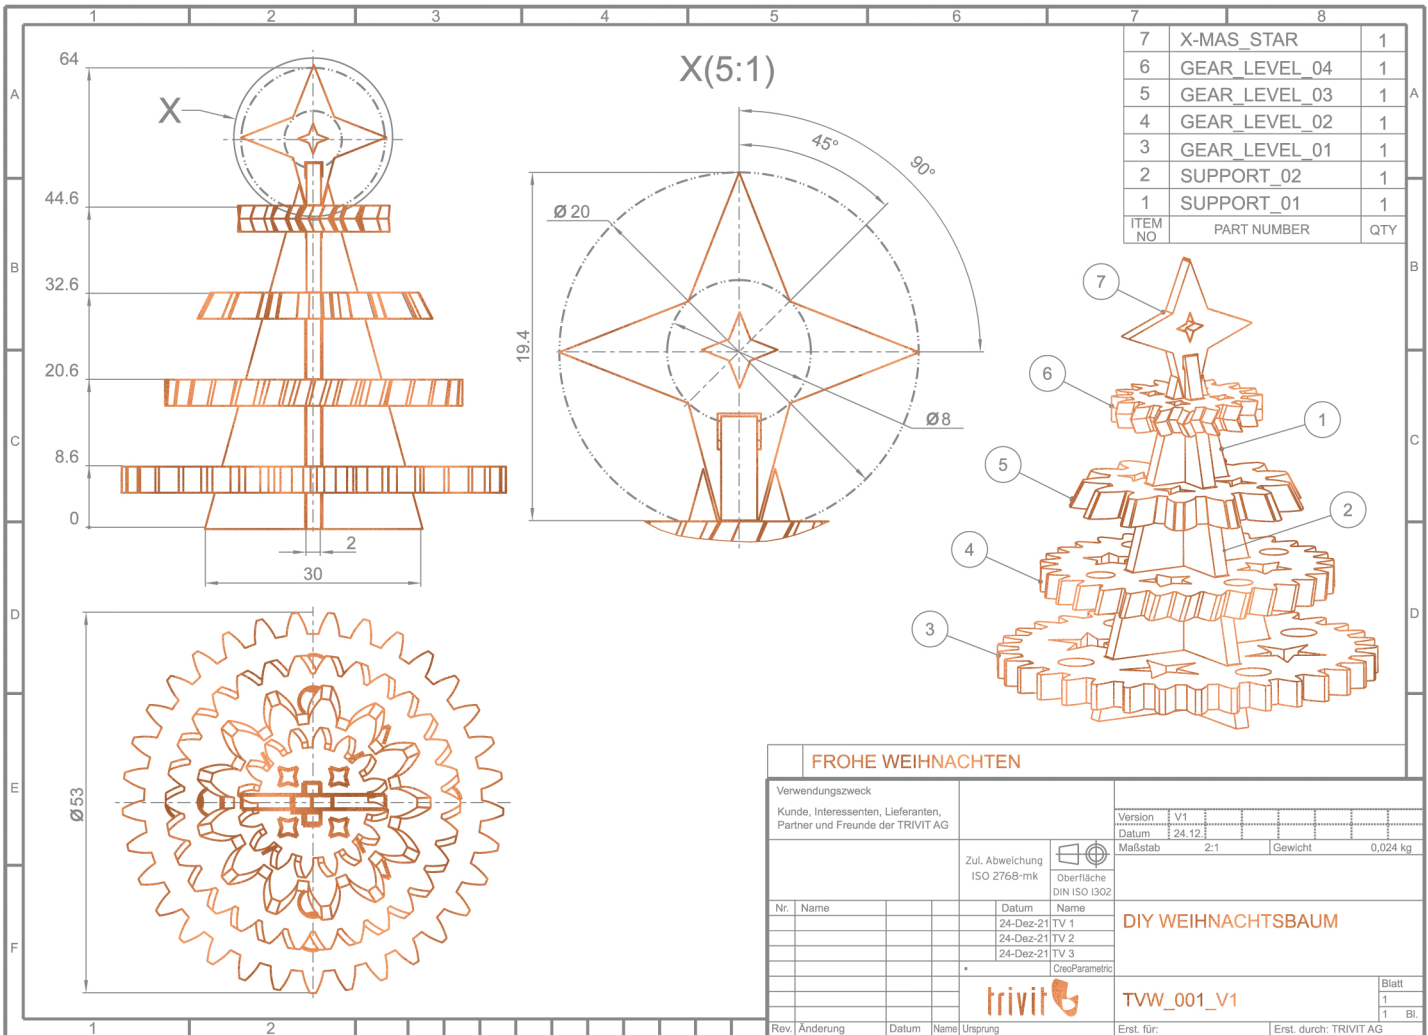 1 2 3 4 5 6 7 8
A
B
C
D
E
F
A
B
C
D
64
44.6
32.6
20.6
8.6
0
2
30
X
X(5:1)
45°
90°
Ø 20
19.4
Ø 8
Ø 53
7 X-MAS_STAR 1
6 GEAR_LEVEL_04 1
5 GEAR_LEVEL_03 1
4 GEAR_LEVEL_02 1
3 GEAR_LEVEL_01 1
2 SUPPORT_02 1
1 SUPPORT_01 1
ITEM NO PART NUMBER QTY
7
6
1
5
2
4
3
FROHE WEIHNACHTEN
Verwendungszweck
Kunde, Interessenten, Lieferanten,
Partner und Freunde der TRIVIT AG
Version V1
Datum 24.12.
Maßstab 2:1 Gewicht 0,024 kg
Zul. Abweichung
ISO 2768-mk
Oberfläche
DIN ISO 1302
Nr. Name Datum Name
24-Dez-21 TV 1
24-Dez-21 TV 2
24-Dez-21 TV 3
CreoParametric
DIY WEIHNACHTSBAUM
trivit
TVW_001_V1
Blatt
1
1 Bl.
Rev. Änderung Datum Name Ursprung Erst. für: Erst. durch: TRIVIT AG
1 2